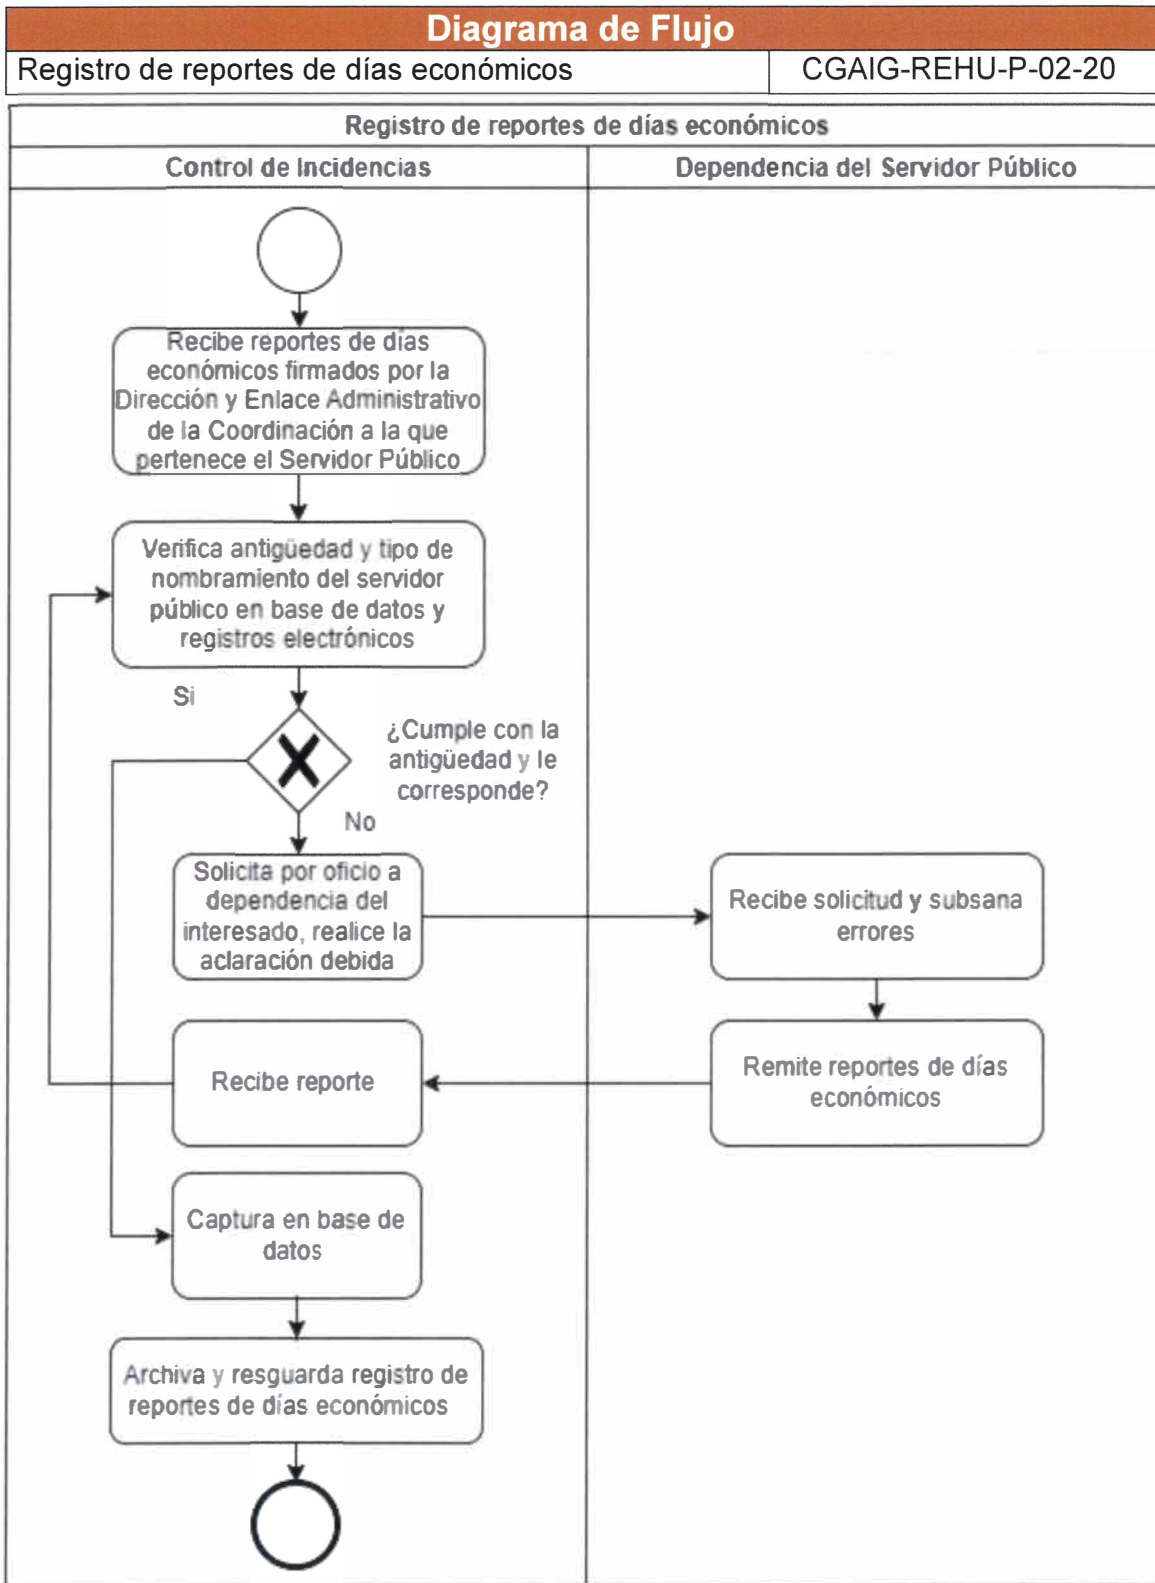 Diagrama de Flujo
Registro de reportes de días económicos
CGAIG-REHU-P-02-20
Registro de reportes de días económicos
Control de Incidencias
Dependencia del Servidor Público
Recibe reportes de días
económicos firmados por la
Dirección y Enlace Administrativo
de la Coordinación a la que
pertenece el Servidor Público
Verifica antigüedad y tipo de
nombramiento del servidor
público en base de datos y
registros electrónicos
Si
¿Cumple con la
antigüedad y le
corresponde?
No
Solicita por oficio a
dependencia del
interesado, realice la
aclaración debida
Recibe solicitud y subsana
errores
Remite reportes de días
económicos
Recibe reporte
Captura en base de
datos
Archiva y resguarda registro de
reportes de días económicos